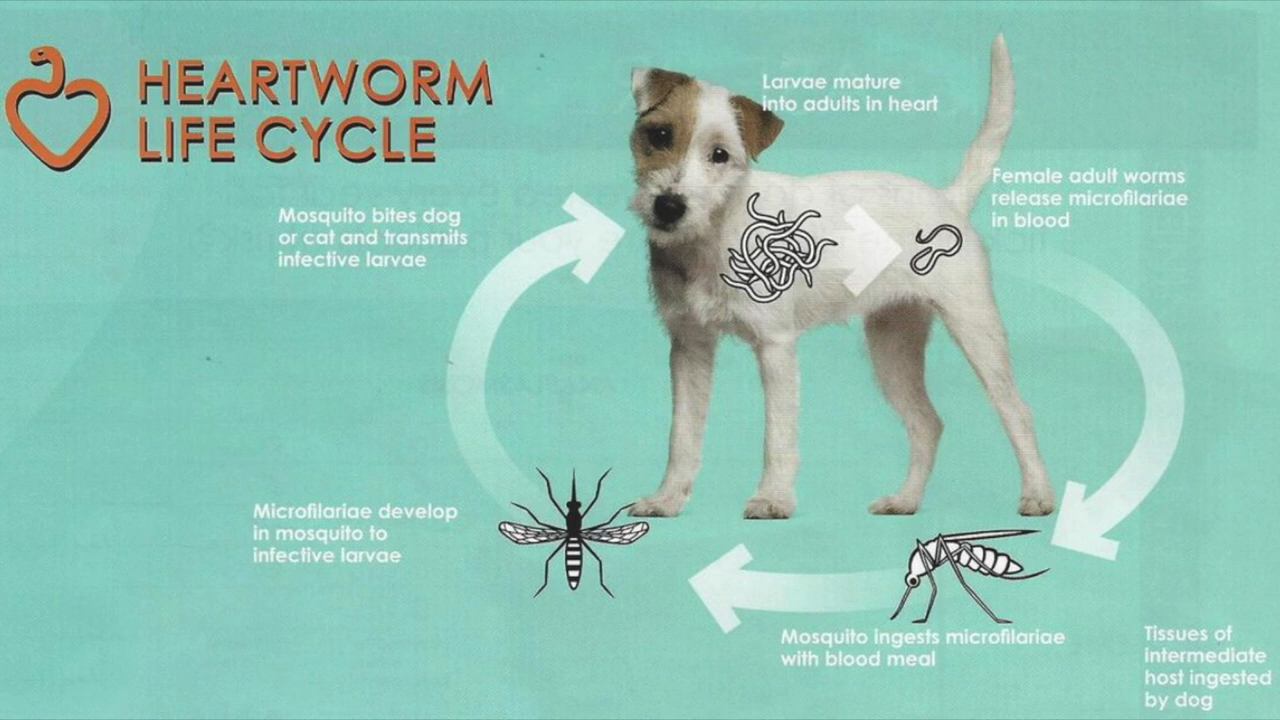 HEARTWORM
LIFE CYCLE
Larvae mature
into adults in heart
Female adult worms
release microfilariae
in blood
Mosquito bites dog
or cat and transmits
infective larvae
Microfilariae develop
in mosquito to
infective larvae
Mosquito ingests microfilariae
with blood meal
Tissues of
intermediate
host ingested
by dog